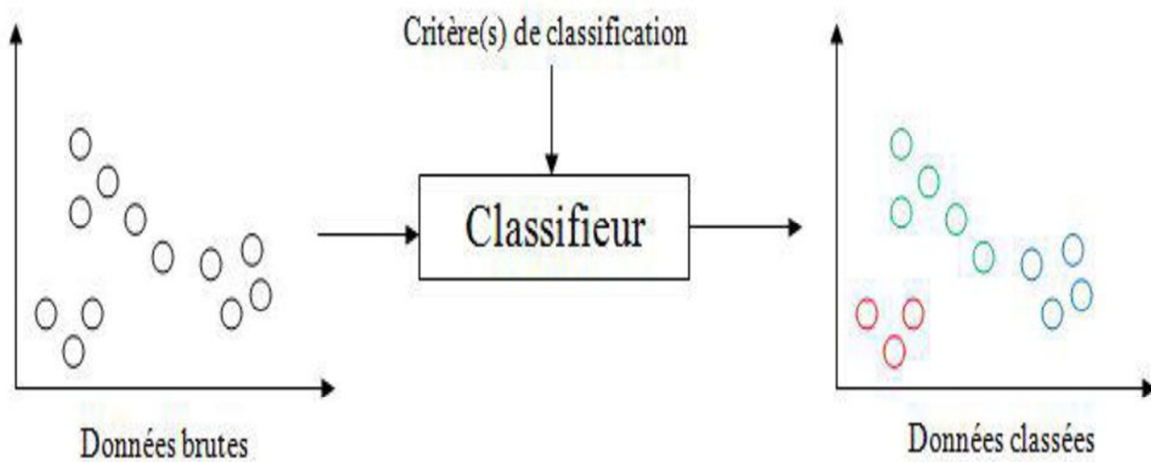 Critère(s) de classification
Classifieur
Données brutes
Données classées